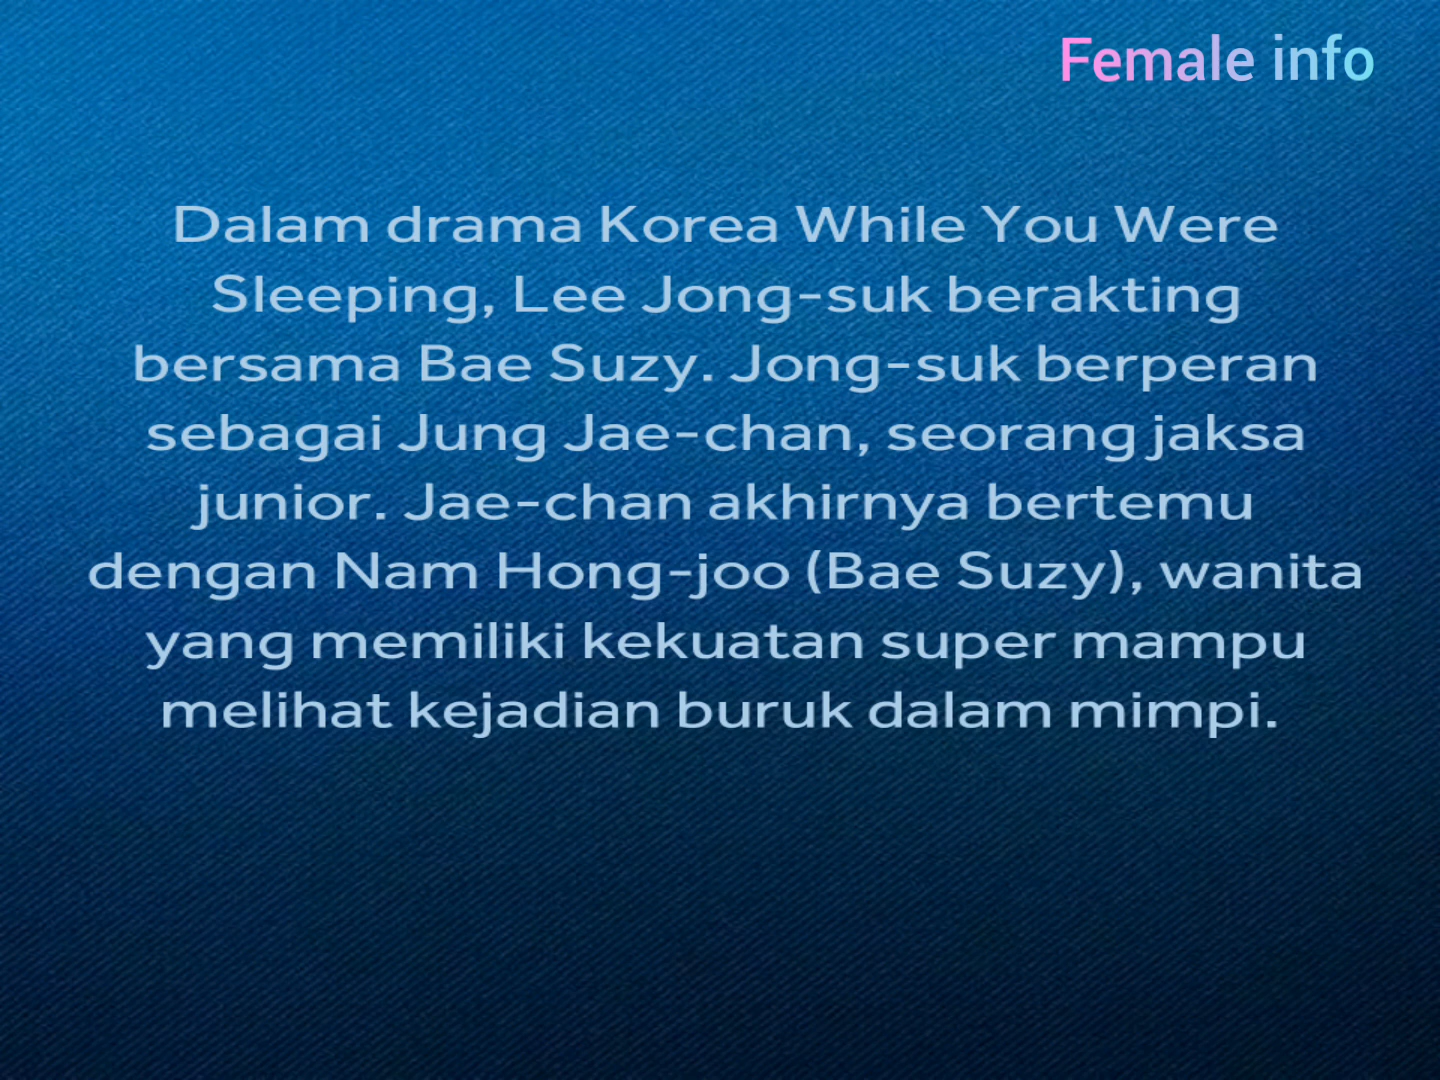 Female info
Dalam drama Korea While You Were
Sleeping, Lee Jong-suk berakting
bersama Bae Suzy. Jong-suk berperan
sebagai Jung Jae-chan, seorang jaksa
junior. Jae-chan akhirnya bertemu
dengan Nam Hong-joo (Bae Suzy), wanita
yang memiliki kekuatan super mampu
melihat kejadian buruk dalam mimpi.